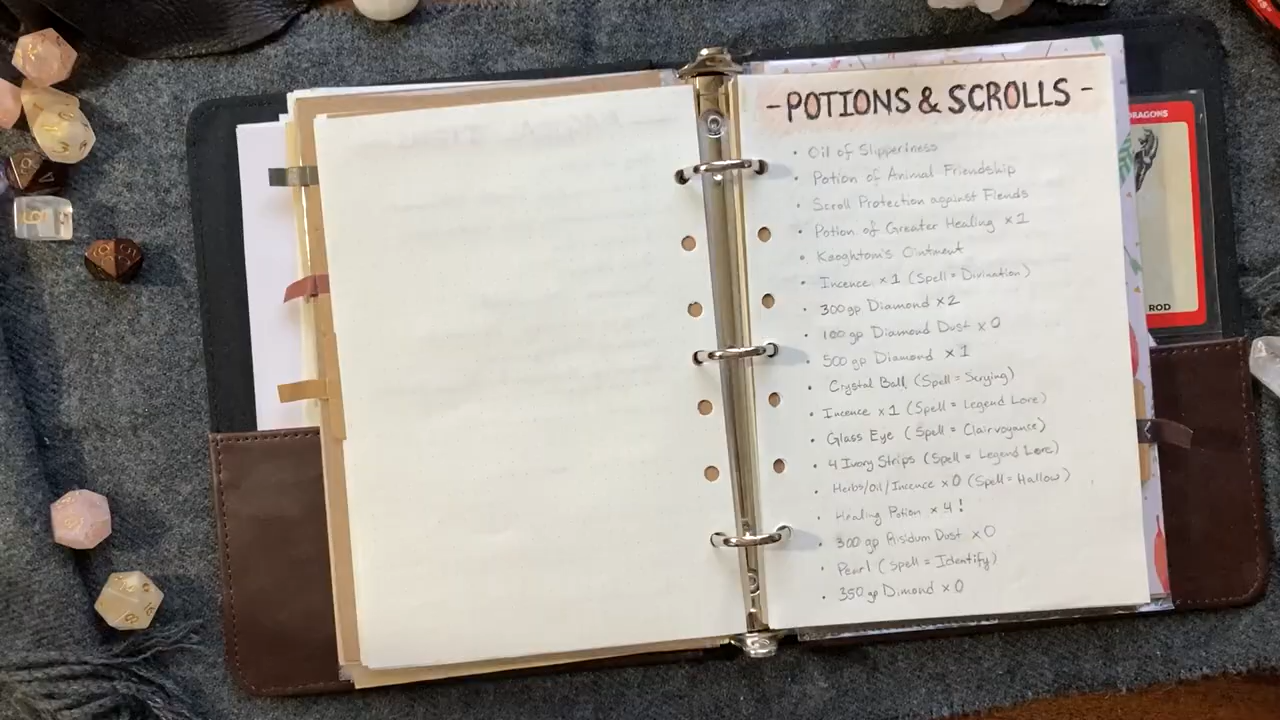 - POTIONS & SCROLLS -
• Oil of Slipperiness
• Potion of Animal Friendship
• Scroll Protection against Fiends
• Potion of Greater Healing x1
• Keoghtom's Ointment
• Incence x1 (Spell = Divination)
• 300 gp Diamond x2
• 100 gp Diamond Dust x0
• 500 gp Diamond x1
• Crystal Ball (Spell = Scrying)
• Incence x1 (Spell = Legend Lore)
• Glass Eye (Spell = Clairvoyance)
• 4 Ivory Strips (Spell = Legend Lore)
• Herbs/Oil/Incence x0 (Spell = Hallow)
• Healing Potion x4!
• 300 gp Risidum Dust x0
• Pearl (Spell = Identify)
• 350 gp Dimond x0
DRAGONS
ROD